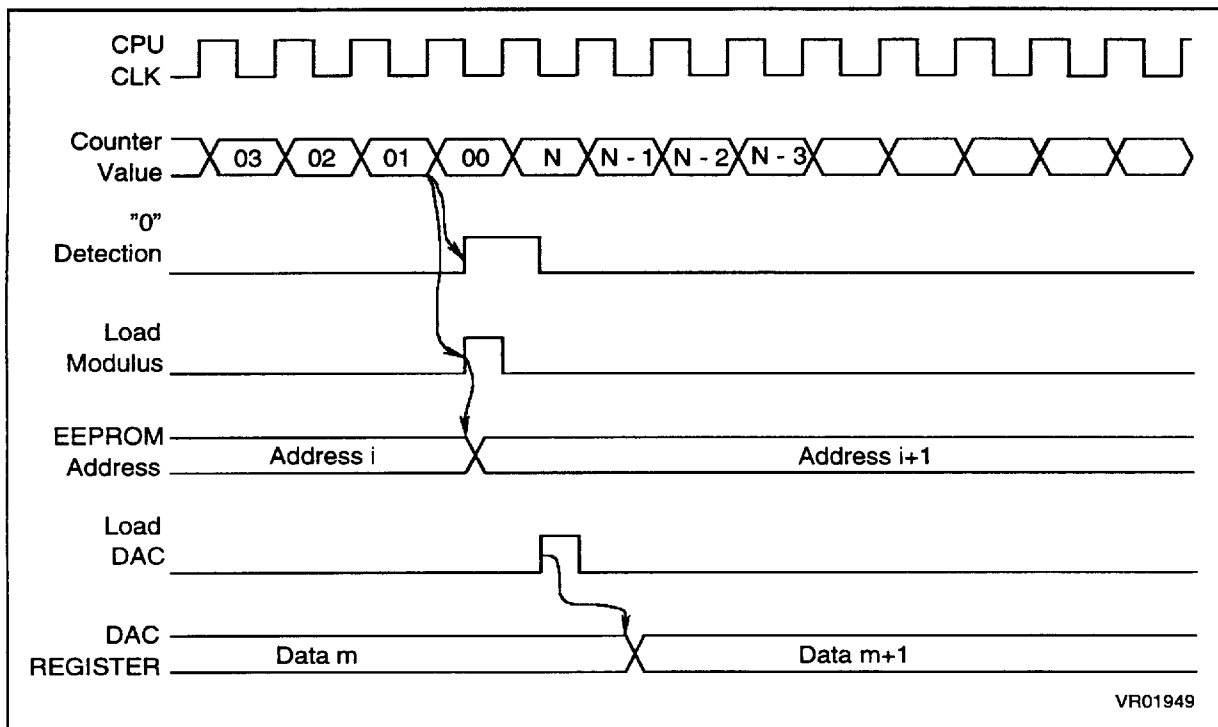 CPU
CLK
Counter
Value
03 02 01 00 N N - 1 N - 2 N - 3
"0"
Detection
Load
Modulus
EEPROM
Address
Address i Address i+1
Load
DAC
DAC
REGISTER
Data m Data m+1
VR01949